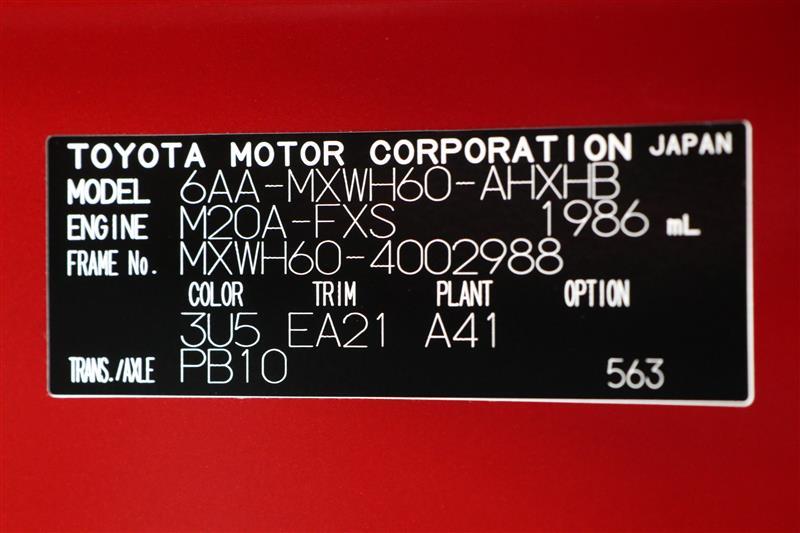 TOYOTA MOTOR CORPORATION JAPAN
MODEL 6AA-MXWH60-AHXHB
ENGINE M20A-FXS 1986 mL
FRAME No. MXWH60-4002988
COLOR TRIM PLANT OPTION
3U5 EA21 A41
TRANS./AXLE PB10 563